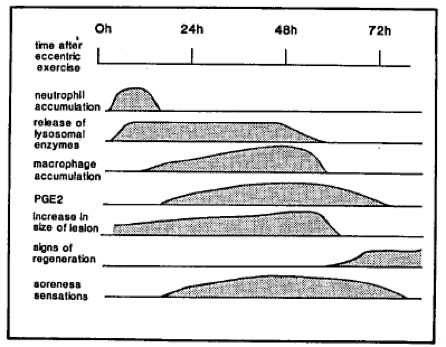 0h 24h 48h 72h
time after
eccentric
exercise
neutrophil
accumulation
release of
lysosomal
enzymes
macrophage
accumulation
PGE2
increase in
size of lesion
signs of
regeneration
soreness
sensations